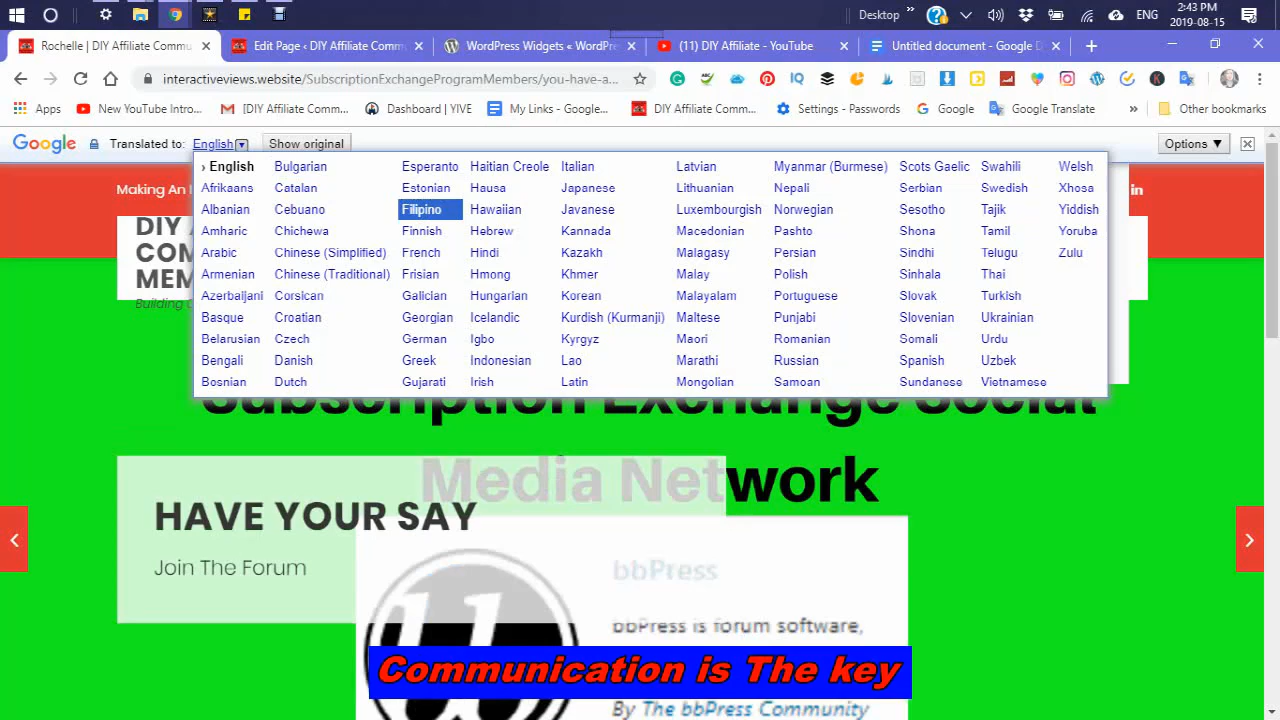 Desktop » ENG 2:43 PM 2019-08-15
Rochelle | DIY Affiliate Commu × Edit Page ‹ DIY Affiliate Comm × WordPress Widgets « WordPre × (11) DIY Affiliate - YouTube × Untitled document - Google D ×
interactiveviews.website/SubscriptionExchangeProgramMembers/you-have-a...
Apps New YouTube Intro... [DIY Affiliate Comm... Dashboard | YIVE My Links - Google... DIY Affiliate Comm... Settings - Passwords Google Google Translate » Other bookmarks
Google Translated to: English Show original Options ▼
› English Bulgarian Esperanto Haitian Creole Italian Latvian Myanmar (Burmese) Scots Gaelic Swahili Welsh
Afrikaans Catalan Estonian Hausa Japanese Lithuanian Nepali Serbian Swedish Xhosa
Albanian Cebuano Filipino Hawaiian Javanese Luxembourgish Norwegian Sesotho Tajik Yiddish
Amharic Chichewa Finnish Hebrew Kannada Macedonian Pashto Shona Tamil Yoruba
Arabic Chinese (Simplified) French Hindi Kazakh Malagasy Persian Sindhi Telugu Zulu
Armenian Chinese (Traditional) Frisian Hmong Khmer Malay Polish Sinhala Thai
Azerbaijani Corsican Galician Hungarian Korean Malayalam Portuguese Slovak Turkish
Basque Croatian Georgian Icelandic Kurdish (Kurmanji) Maltese Punjabi Slovenian Ukrainian
Belarusian Czech German Igbo Kyrgyz Maori Romanian Somali Urdu
Bengali Danish Greek Indonesian Lao Marathi Russian Spanish Uzbek
Bosnian Dutch Gujarati Irish Latin Mongolian Samoan Sundanese Vietnamese
Making An I
in
DIY
COM
MEM
Building
Subscription Exchange Social
Media Network
HAVE YOUR SAY
Join The Forum
bbPress
bbPress is forum software,
Communication is The key
By The bbPress Community